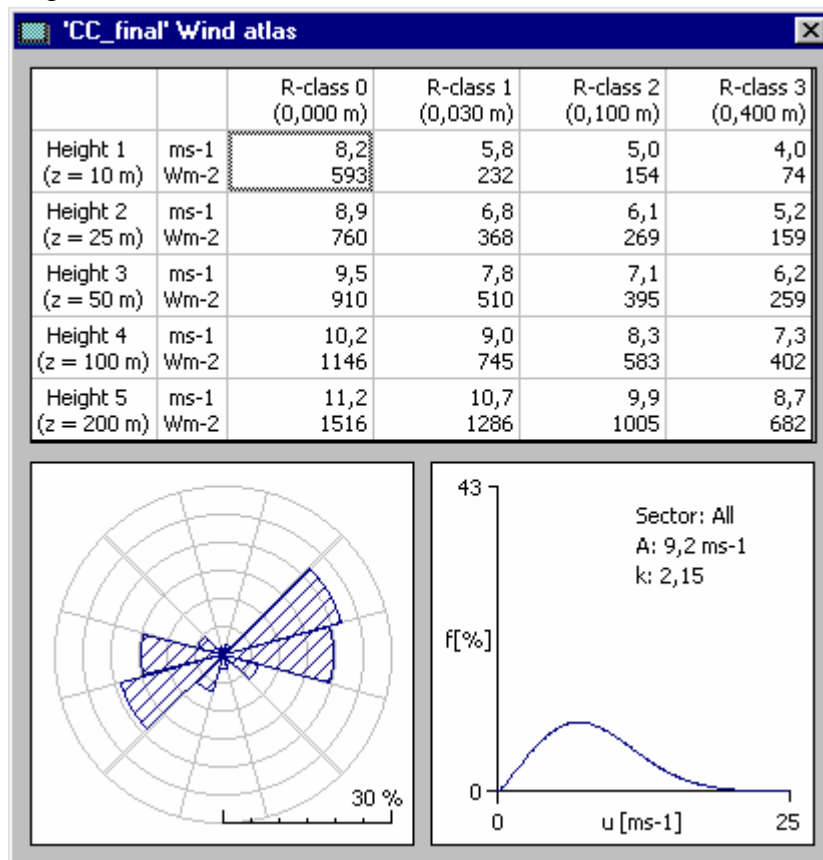 'CC_final' Wind atlas
R-class 0 R-class 1 R-class 2 R-class 3
(0,000 m) (0,030 m) (0,100 m) (0,400 m)
Height 1 ms-1 8,2 5,8 5,0 4,0
(z = 10 m) Wm-2 593 232 154 74
Height 2 ms-1 8,9 6,8 6,1 5,2
(z = 25 m) Wm-2 760 368 269 159
Height 3 ms-1 9,5 7,8 7,1 6,2
(z = 50 m) Wm-2 910 510 395 259
Height 4 ms-1 10,2 9,0 8,3 7,3
(z = 100 m) Wm-2 1146 745 583 402
Height 5 ms-1 11,2 10,7 9,9 8,7
(z = 200 m) Wm-2 1516 1286 1005 682
30 %
43
Sector: All
A: 9,2 ms-1
k: 2,15
f[%]
0
0 u [ms-1] 25